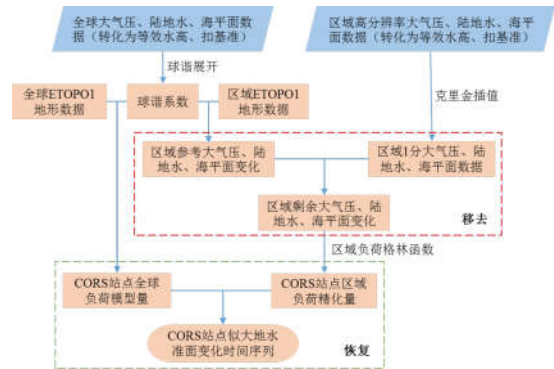 全球大气压、陆地水、海平面
数据（转化为等效水高、扣基准）
区域高分辨率大气压、陆地水、海平
面数据（转化为等效水高、扣基准）
球谐展开
克里金插值
全球ETOPO1
地形数据
球谐系数
区域ETOPO1
地形数据
区域参考大气压、陆
地水、海平面变化
区域1分大气压、陆
地水、海平面数据
区域剩余大气压、陆
地水、海平面变化
移去
区域负荷格林函数
CORS站点全球
负荷模型量
CORS站点区域
负荷精化量
CORS站点似大地水
准面变化时间序列
恢复